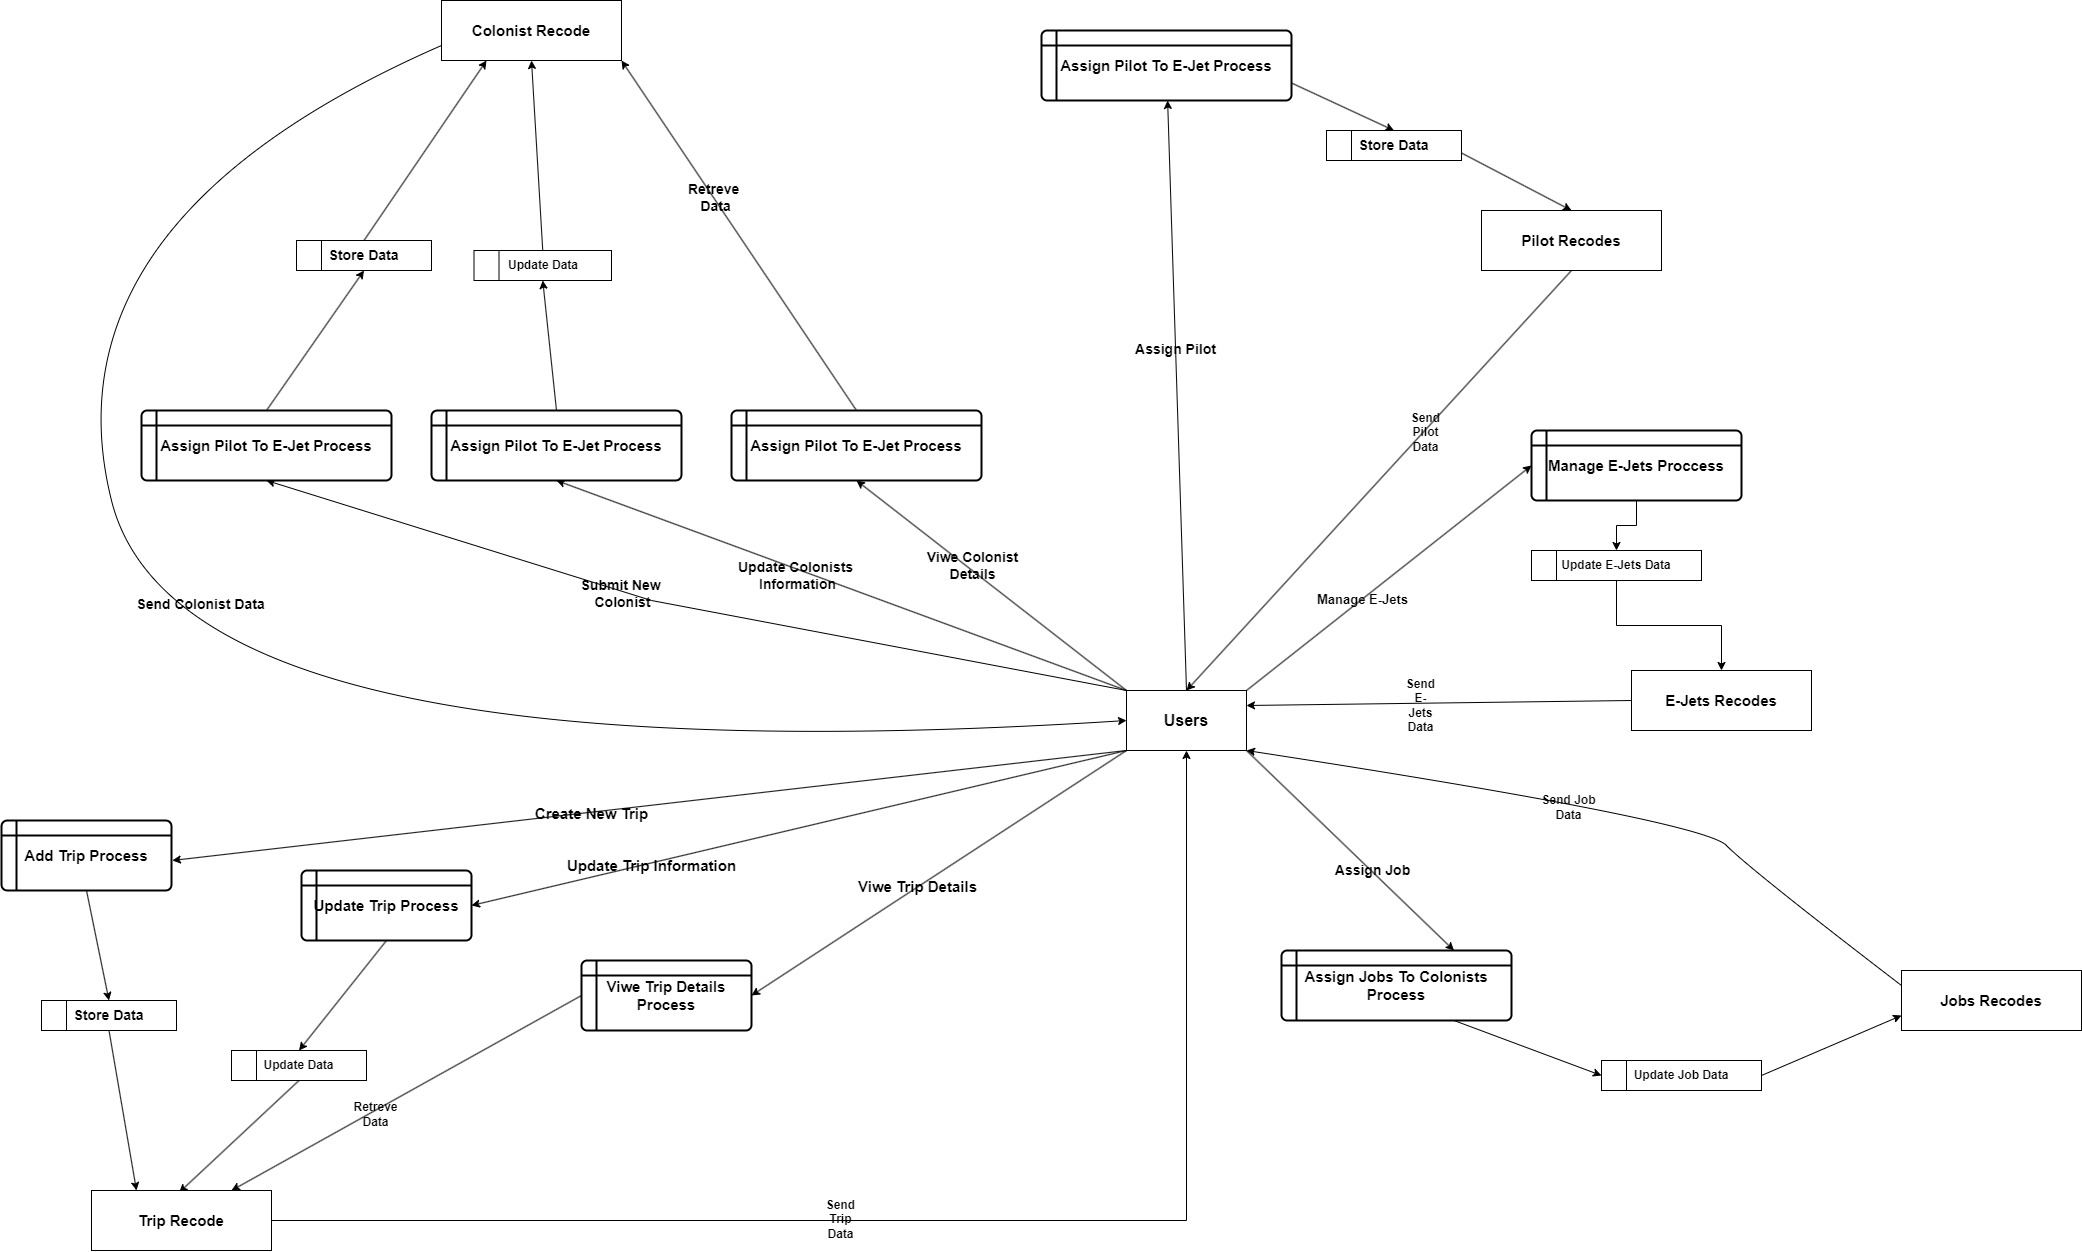 Colonist Recode
Assign Pilot To E-Jet Process
Store Data
Retreve
Data
Pilot Recodes
Store Data
Update Data
Assign Pilot
Send
Pilot
Data
Assign Pilot To E-Jet Process
Assign Pilot To E-Jet Process
Assign Pilot To E-Jet Process
Manage E-Jets Proccess
Viwe Colonist
Details
Update Colonists
Information
Submit New
Colonist
Update E-Jets Data
Send Colonist Data
Manage E-Jets
Send
E-
Jets
Data
E-Jets Recodes
Users
Create New Trip
Send Job
Data
Add Trip Process
Update Trip Information
Viwe Trip Details
Assign Job
Update Trip Process
Viwe Trip Details
Process
Assign Jobs To Colonists
Process
Jobs Recodes
Store Data
Update Data
Update Job Data
Retreve
Data
Trip Recode
Send
Trip
Data